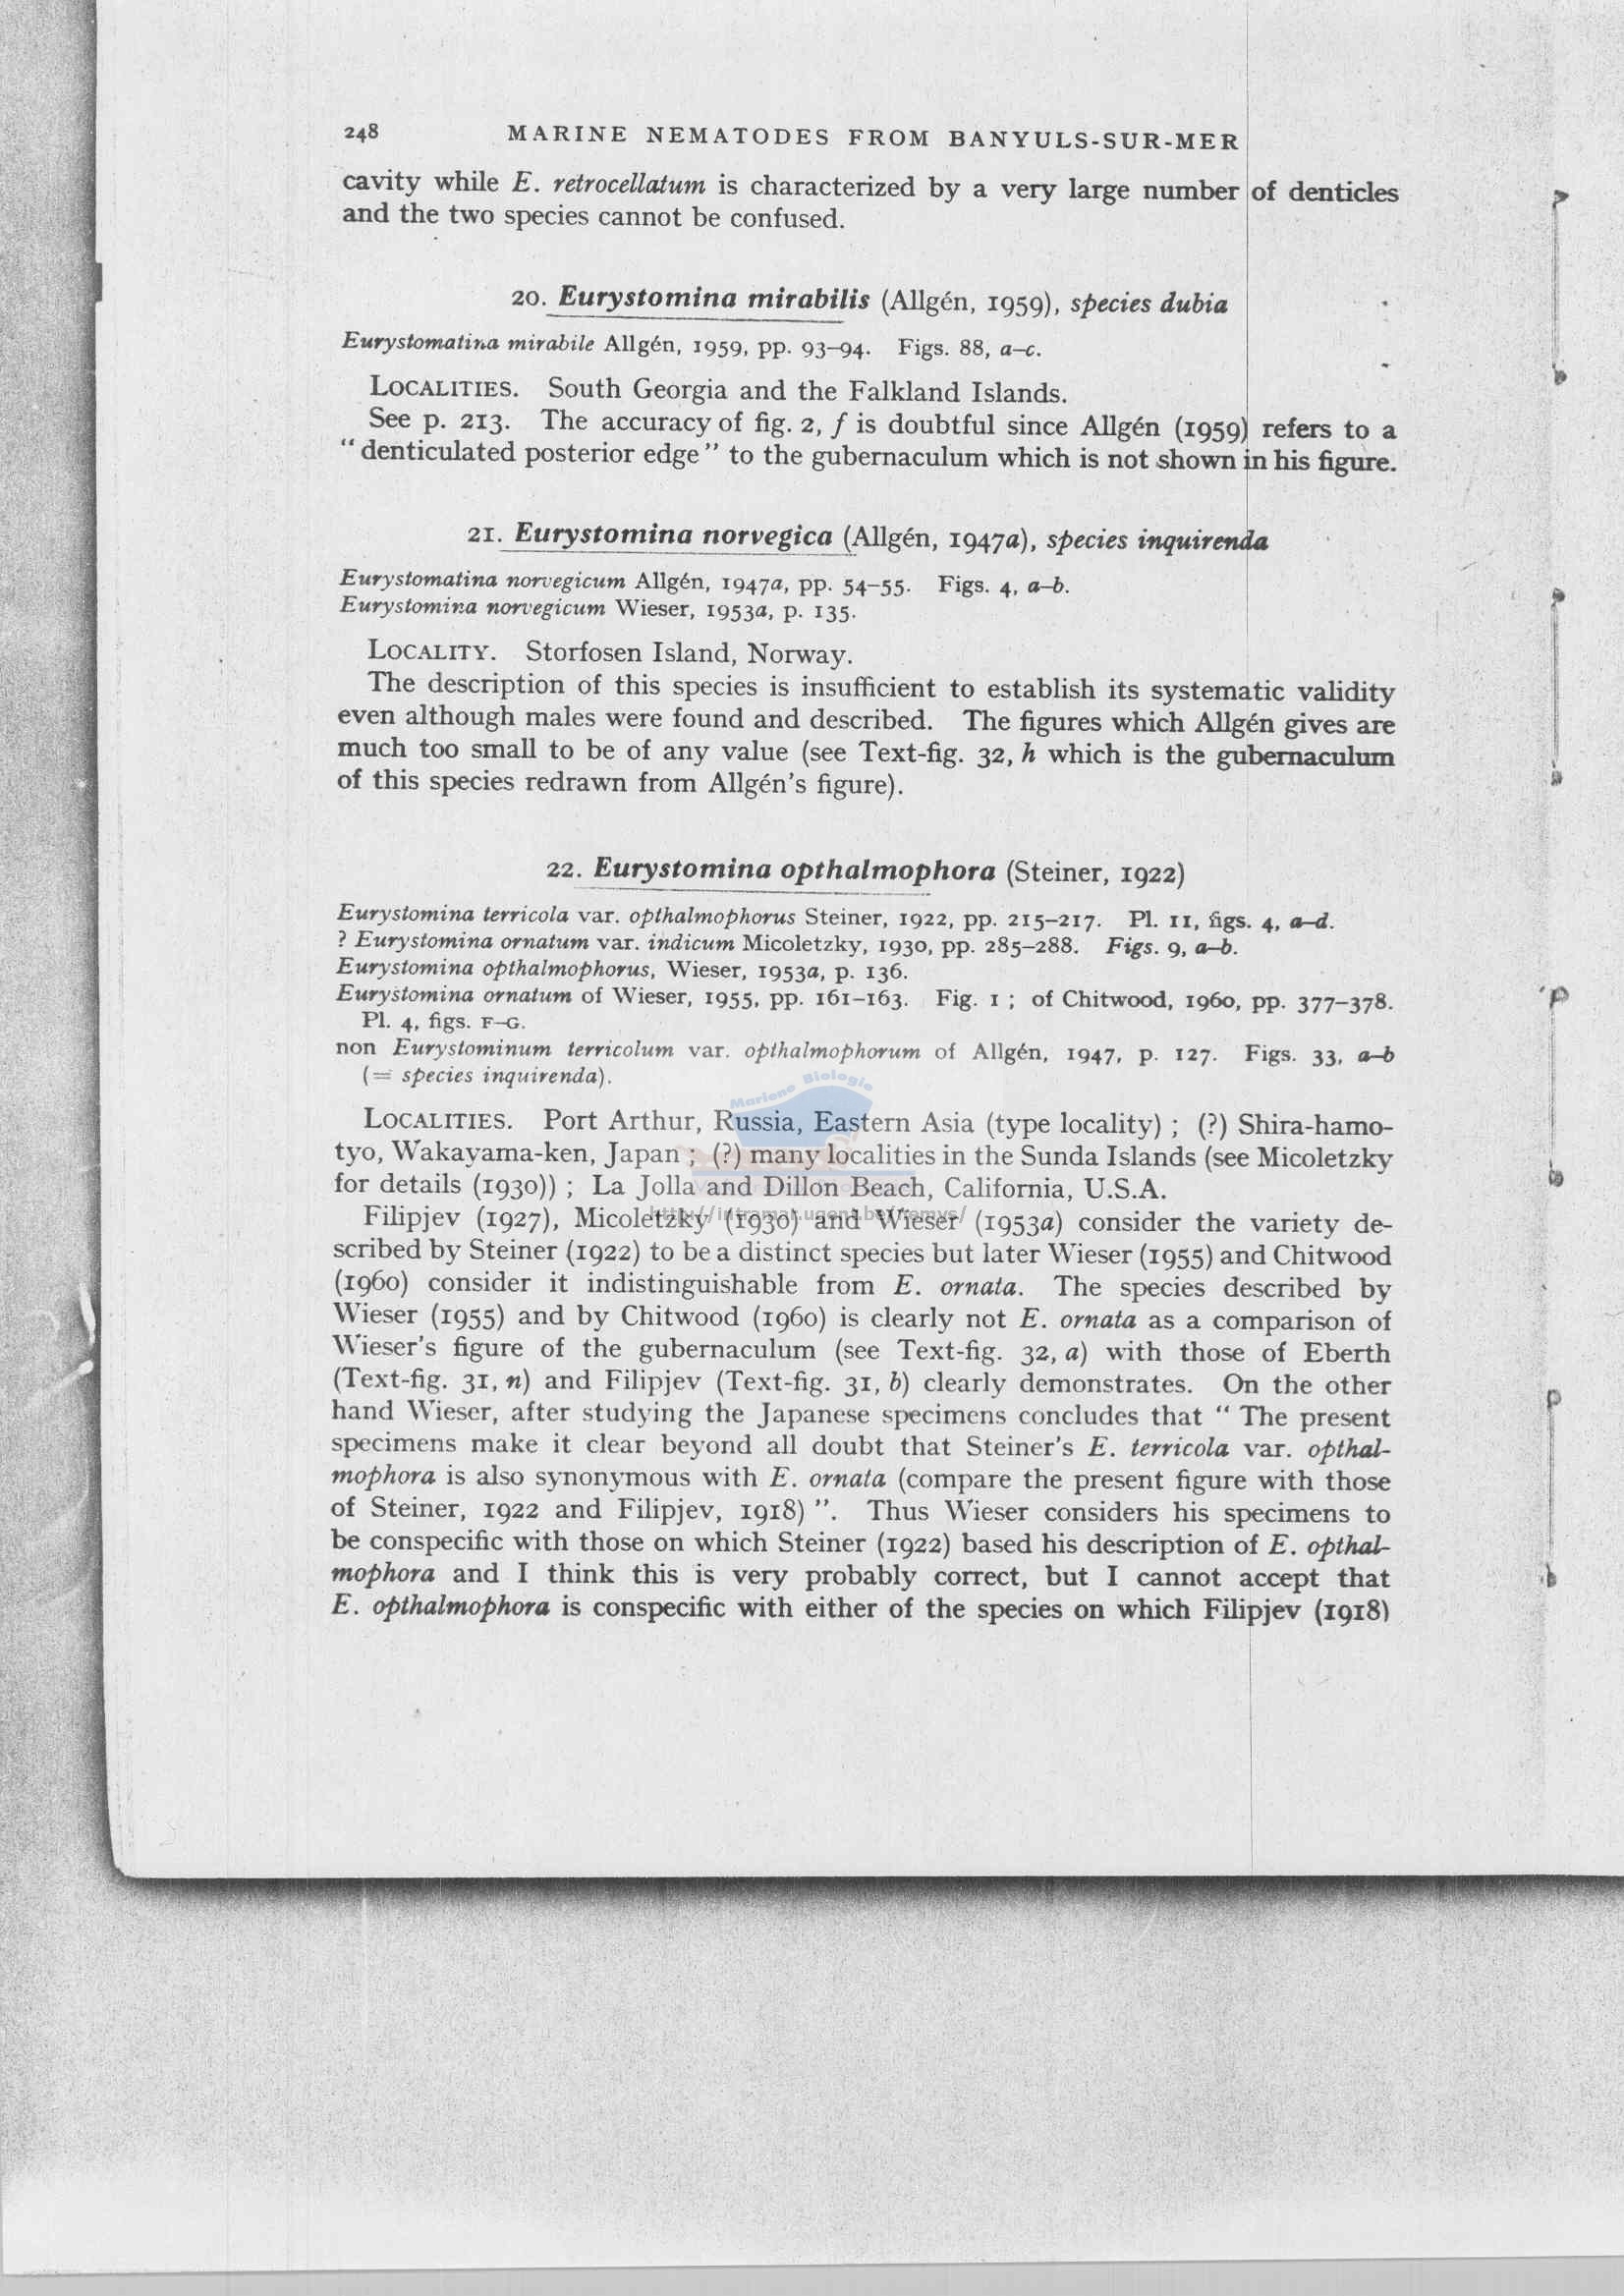 248 MARINE NEMATODES FROM BANYULS-SUR-MER
cavity while E. retrocellatum is characterized by a very large number of denticles
and the two species cannot be confused.
20. Eurystomina mirabilis (Allgén, 1959), species dubia
Eurystomatina mirabile Allgén, 1959, pp. 93–94. Figs. 88, a–c.
LOCALITIES. South Georgia and the Falkland Islands.
See p. 213. The accuracy of fig. 2, f is doubtful since Allgén (1959) refers to a
“ denticulated posterior edge ” to the gubernaculum which is not shown in his figure.
21. Eurystomina norvegica (Allgén, 1947a), species inquirenda
Eurystomatina norvegicum Allgén, 1947a, pp. 54–55. Figs. 4, a–b.
Eurystomina norvegicum Wieser, 1953a, p. 135.
LOCALITY. Storfosen Island, Norway.
The description of this species is insufficient to establish its systematic validity
even although males were found and described. The figures which Allgén gives are
much too small to be of any value (see Text-fig. 32, h which is the gubernaculum
of this species redrawn from Allgén's figure).
22. Eurystomina opthalmophora (Steiner, 1922)
Eurystomina terricola var. opthalmophorus Steiner, 1922, pp. 215–217. Pl. 11, figs. 4, a–d.
? Eurystomina ornatum var. indicum Micoletzky, 1930, pp. 285–288. Figs. 9, a–b.
Eurystomina opthalmophorus, Wieser, 1953a, p. 136.
Eurystomina ornatum of Wieser, 1955, pp. 161–163. Fig. 1 ; of Chitwood, 1960, pp. 377–378.
Pl. 4, figs. F–G.
non Eurystominum terricolum var. opthalmophorum of Allgén, 1947, p. 127. Figs. 33, a–b
(= species inquirenda).
Mariene Biologie
LOCALITIES. Port Arthur, Russia, Eastern Asia (type locality) ; (?) Shira-hamo-
tyo, Wakayama-ken, Japan ; (?) many localities in the Sunda Islands (see Micoletzky
for details (1930)) ; La Jolla and Dillon Beach, California, U.S.A.
http://intramar.ugent.be/nemys/
Filipjev (1927), Micoletzky (1930) and Wieser (1953a) consider the variety de-
scribed by Steiner (1922) to be a distinct species but later Wieser (1955) and Chitwood
(1960) consider it indistinguishable from E. ornata. The species described by
Wieser (1955) and by Chitwood (1960) is clearly not E. ornata as a comparison of
Wieser's figure of the gubernaculum (see Text-fig. 32, a) with those of Eberth
(Text-fig. 31, n) and Filipjev (Text-fig. 31, b) clearly demonstrates. On the other
hand Wieser, after studying the Japanese specimens concludes that “ The present
specimens make it clear beyond all doubt that Steiner's E. terricola var. opthal-
mophora is also synonymous with E. ornata (compare the present figure with those
of Steiner, 1922 and Filipjev, 1918) ”. Thus Wieser considers his specimens to
be conspecific with those on which Steiner (1922) based his description of E. opthal-
mophora and I think this is very probably correct, but I cannot accept that
E. opthalmophora is conspecific with either of the species on which Filipjev (1918)